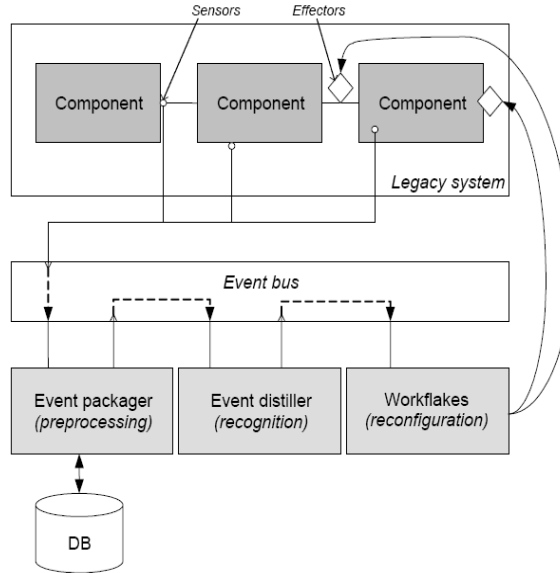 Sensors
Effectors
Component
Component
Component
Legacy system
Event bus
Event packager
(preprocessing)
Event distiller
(recognition)
Workflakes
(reconfiguration)
DB